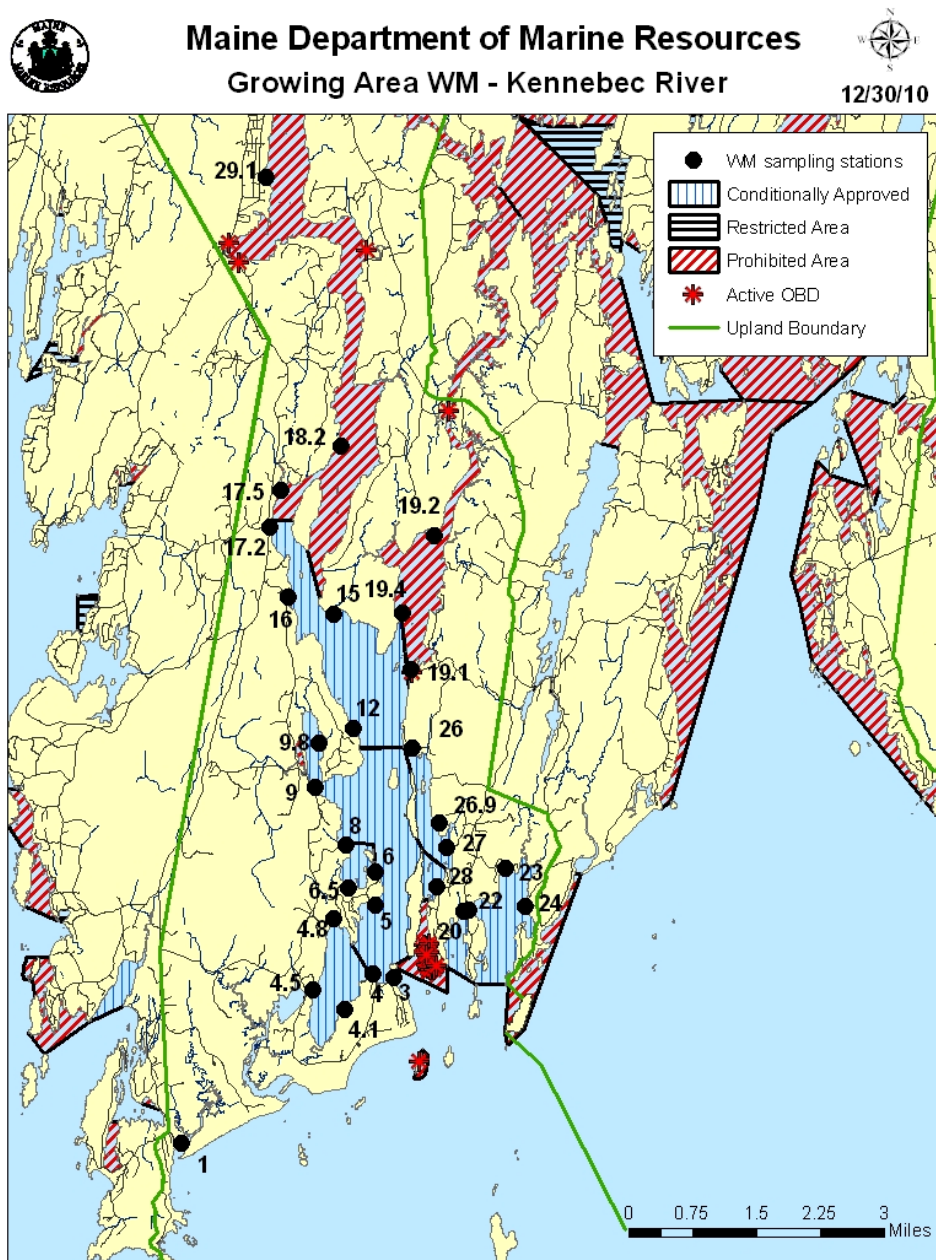 MAINE
MARINE RESOURCES
Maine Department of Marine Resources
Growing Area WM - Kennebec River
N
W
E
S
12/30/10
WM sampling stations
Conditionally Approved
Restricted Area
Prohibited Area
Active OBD
Upland Boundary
29.1
18.2
17.5
19.2
17.2
15
19.4
16
19.1
12
26
9.8
9
26.9
8
27
6
23
28
6.5
22
24
5
4.8
20
4.5
4
3
4.1
1
0
0.75
1.5
2.25
3
Miles